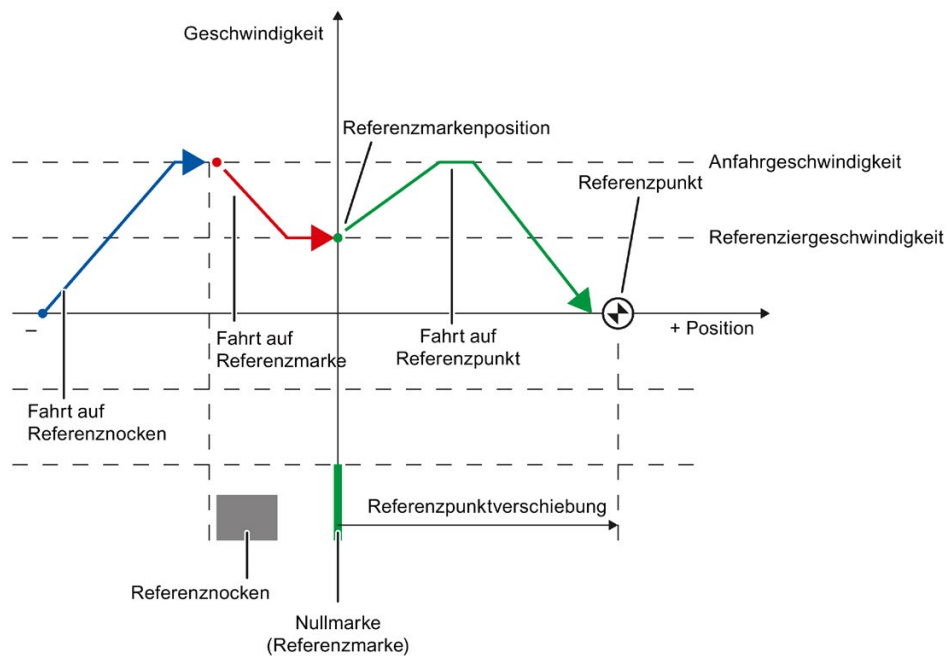 Geschwindigkeit
Referenzmarkenposition
Anfahrgeschwindigkeit
Referenzpunkt
Referenziergeschwindigkeit
–
+ Position
Fahrt auf
Referenzmarke
Fahrt auf
Referenzpunkt
Fahrt auf
Referenznocken
Referenzpunktverschiebung
Referenznocken
Nullmarke
(Referenzmarke)